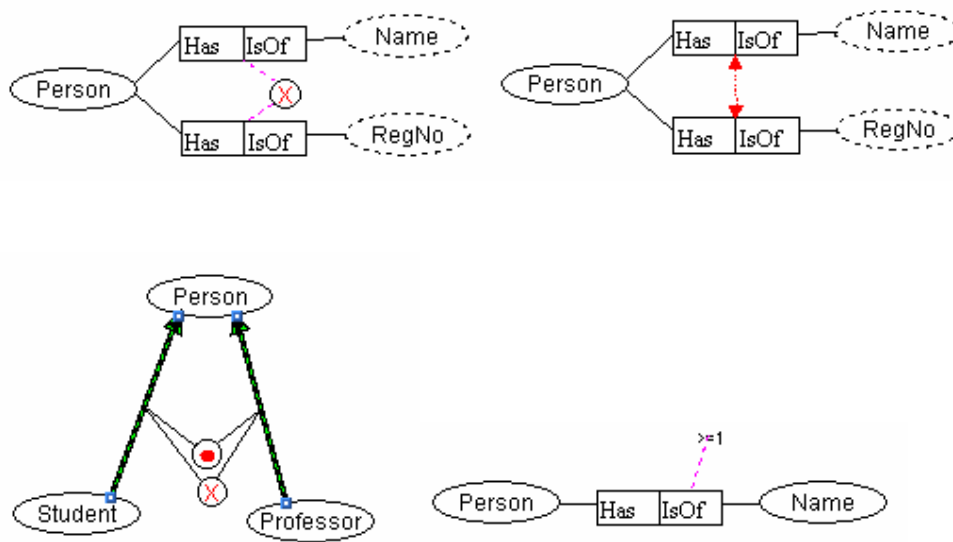 Person
Has IsOf
Name
X
Has IsOf
RegNo
Person
Has IsOf
Name
Has IsOf
RegNo
Person
X
Student
Professor
>=1
Person
Has IsOf
Name